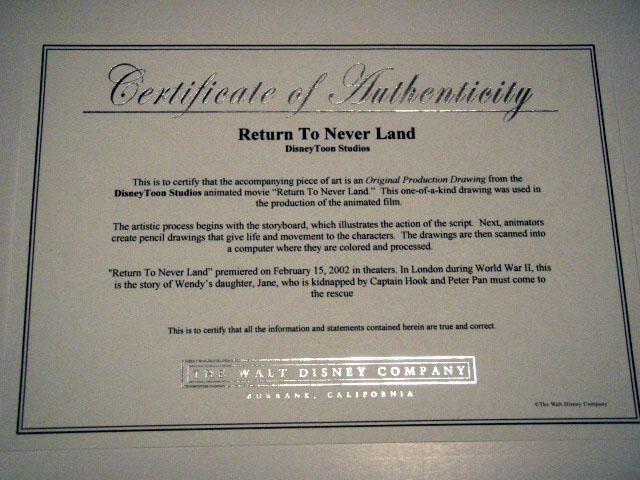 Certificate of Authenticity
Return To Never Land
DisneyToon Studios
This is to certify that the accompanying piece of art is an Original Production Drawing from the
DisneyToon Studios animated movie "Return To Never Land." This one-of-a-kind drawing was used in
the production of the animated film.
The artistic process begins with the storyboard, which illustrates the action of the script. Next, animators
create pencil drawings that give life and movement to the characters. The drawings are then scanned into
a computer where they are colored and processed.
"Return To Never Land" premiered on February 15, 2002 in theaters. In London during World War II, this
is the story of Wendy's daughter, Jane, who is kidnapped by Captain Hook and Peter Pan must come to
the rescue
This is to certify that all the information and statements contained herein are true and correct.
THE WALT DISNEY COMPANY
BURBANK, CALIFORNIA
©The Walt Disney Company